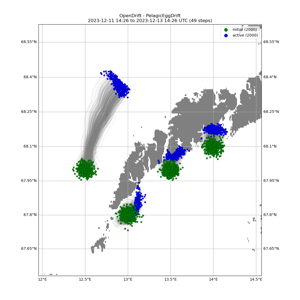 OpenDrift - PelagicEggDrift
2023-12-11 14:26 to 2023-12-13 14:26 UTC (49 steps)
initial (2000)
active (2000)
68.55°N
68.55°N
68.4°N
68.4°N
68.25°N
68.25°N
68.1°N
68.1°N
67.95°N
67.95°N
67.8°N
67.8°N
67.65°N
67.65°N
12°E
12.5°E
13°E
13.5°E
14°E
14.5°E